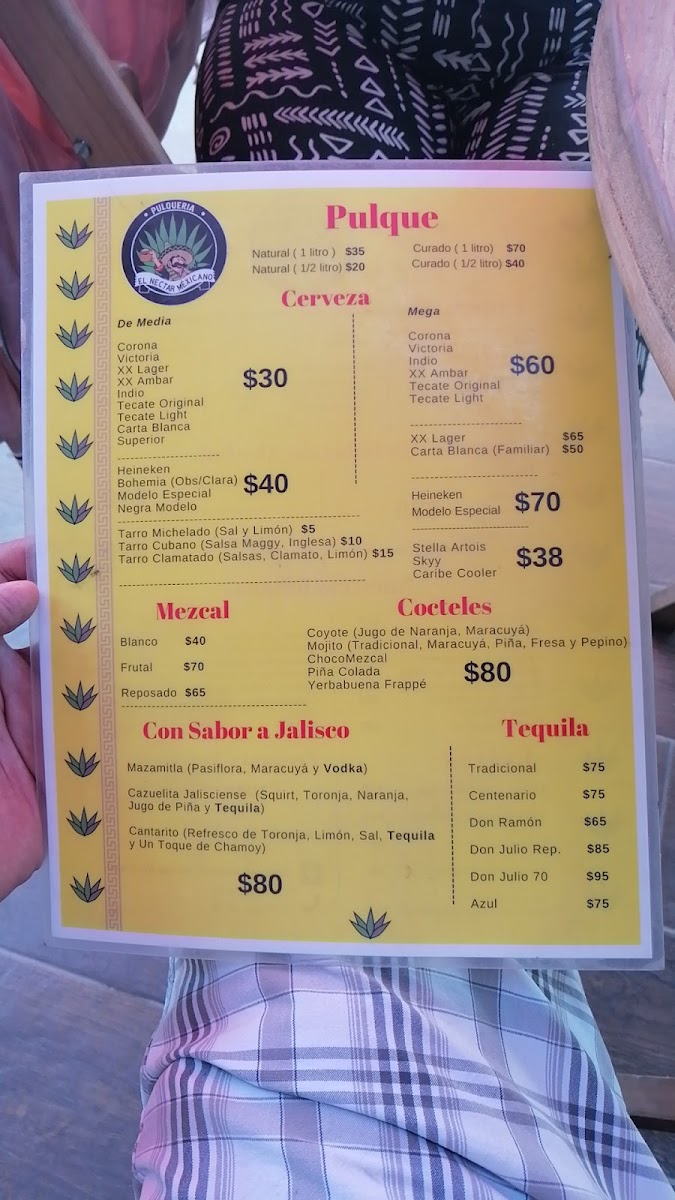 PULQUERIA
EL NECTAR MEXICANO
Pulque
Natural ( 1 litro ) $35
Natural ( 1/2 litro) $20
Curado ( 1 litro) $70
Curado ( 1/2 litro) $40
Cerveza
De Media
Corona
Victoria
XX Lager
XX Ambar
Indio
Tecate Original
Tecate Light
Carta Blanca
Superior
$30
Heineken
Bohemia (Obs/Clara)
Modelo Especial
Negra Modelo
$40
Tarro Michelado (Sal y Limón) $5
Tarro Cubano (Salsa Maggy, Inglesa) $10
Tarro Clamatado (Salsas, Clamato, Limón) $15
Mega
Corona
Victoria
Indio
XX Ambar
Tecate Original
Tecate Light
$60
XX Lager $65
Carta Blanca (Familiar) $50
Heineken
Modelo Especial
$70
Stella Artois
Skyy
Caribe Cooler
$38
Mezcal
Blanco $40
Frutal $70
Reposado $65
Cocteles
Coyote (Jugo de Naranja, Maracuyá)
Mojito (Tradicional, Maracuyá, Piña, Fresa y Pepino)
ChocoMezcal
Piña Colada
Yerbabuena Frappé
$80
Con Sabor a Jalisco
Mazamitla (Pasiflora, Maracuyá y Vodka)
Cazuelita Jalisciense (Squirt, Toronja, Naranja,
Jugo de Piña y Tequila)
Cantarito (Refresco de Toronja, Limón, Sal, Tequila
y Un Toque de Chamoy)
$80
Tequila
Tradicional $75
Centenario $75
Don Ramón $65
Don Julio Rep. $85
Don Julio 70 $95
Azul $75